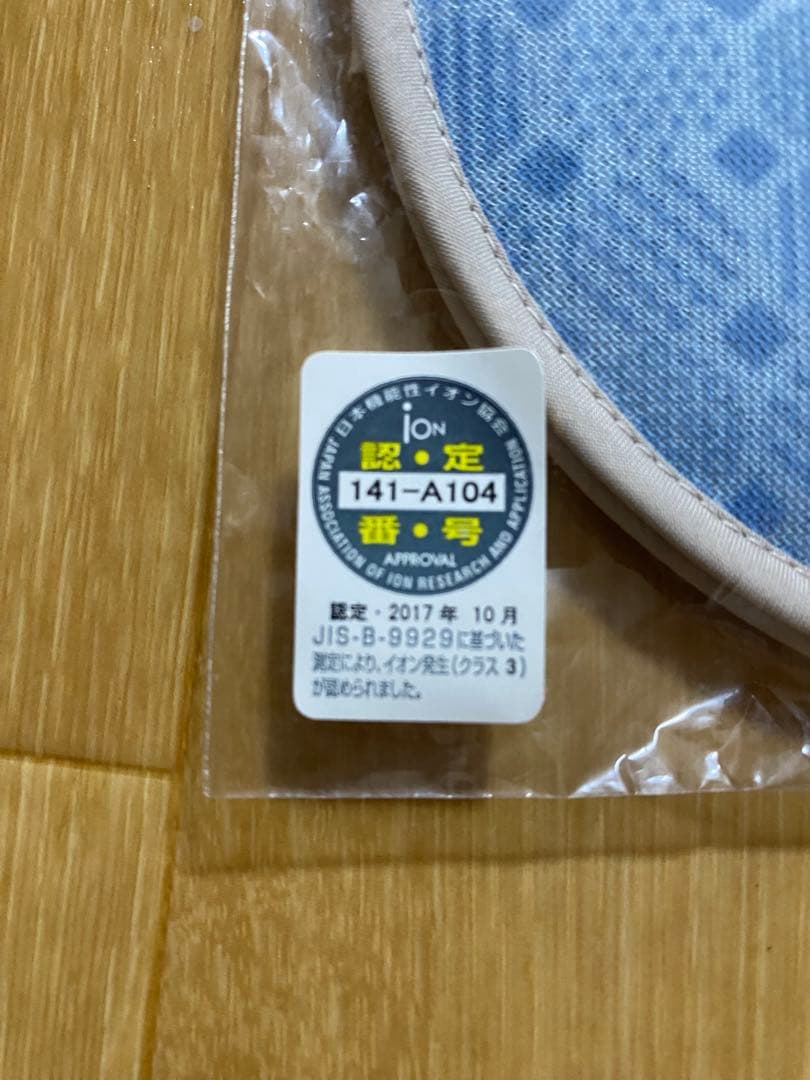 日本機能性イオン協会
iON
認・定
141-A104
番・号
APPROVAL
JAPAN ASSOCIATION OF ION RESEARCH AND APPLICATION
認定・2017年 10月
JIS-B-9929に基づいた
測定により、イオン発生(クラス 3)
が認められました。